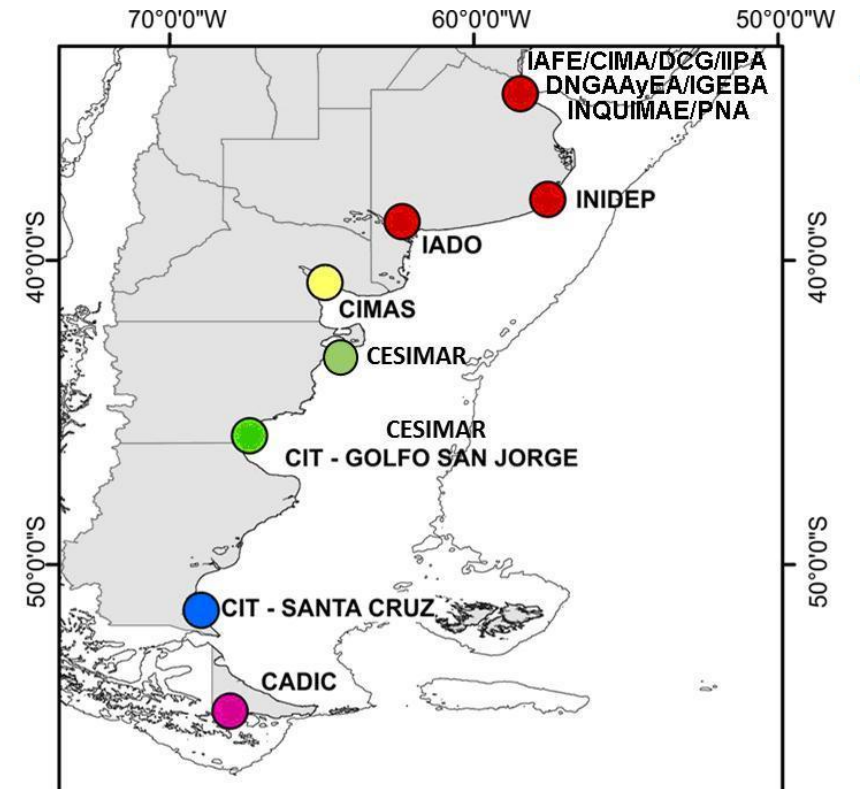 70°0'0"W
60°0'0"W
50°0'0"W
IAFE/CIMA/DCG/IIPA
DNGAAyEA/IGEBA
INQUIMAE/PNA
INIDEP
IADO
40°0'0"S
40°0'0"S
CIMAS
CESIMAR
CESIMAR
CIT - GOLFO SAN JORGE
50°0'0"S
50°0'0"S
CIT - SANTA CRUZ
CADIC